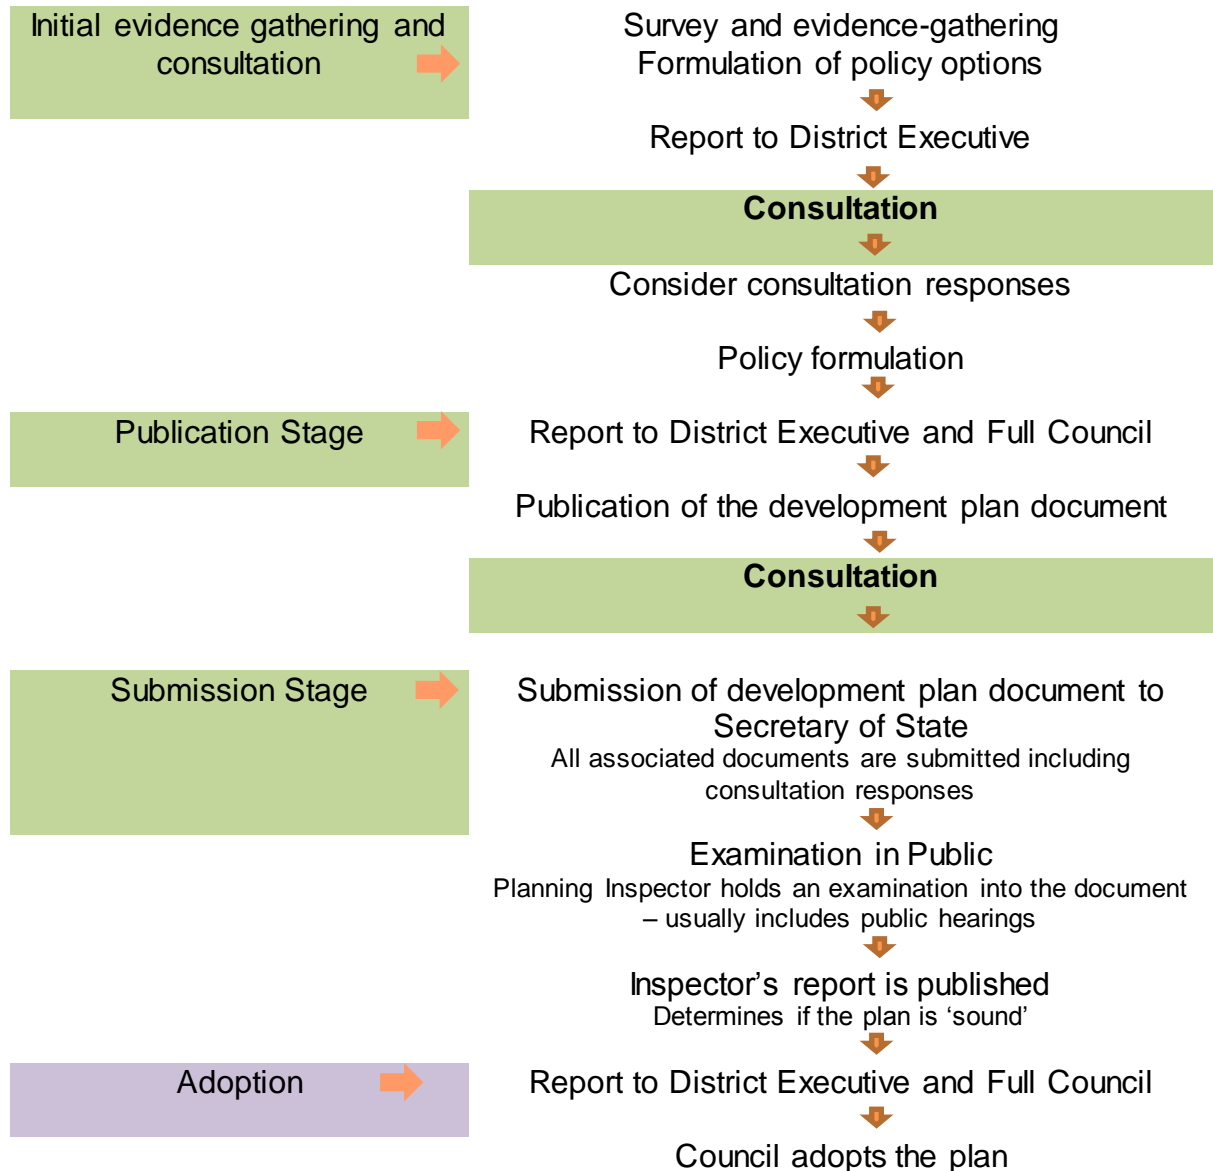 Initial evidence gathering and
consultation
Survey and evidence-gathering
Formulation of policy options
Report to District Executive
Consultation
Consider consultation responses
Policy formulation
Publication Stage
Report to District Executive and Full Council
Publication of the development plan document
Consultation
Submission Stage
Submission of development plan document to
Secretary of State
All associated documents are submitted including
consultation responses
Examination in Public
Planning Inspector holds an examination into the document
– usually includes public hearings
Inspector’s report is published
Determines if the plan is ‘sound’
Adoption
Report to District Executive and Full Council
Council adopts the plan